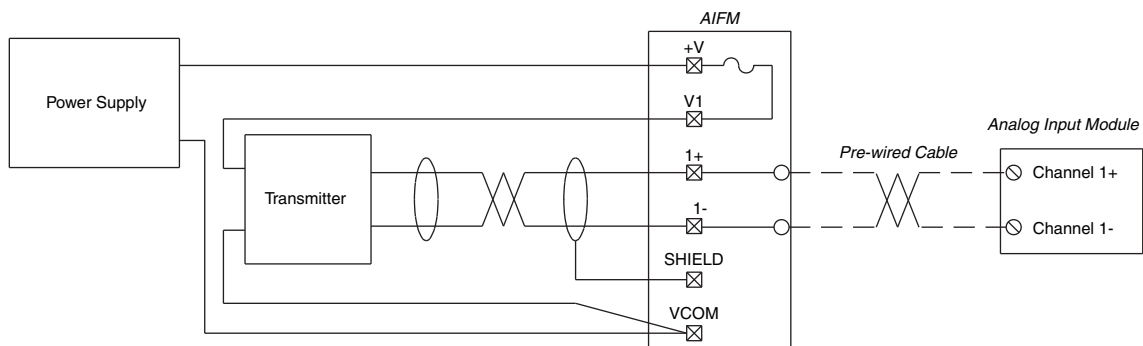 AIFM
+V
Power Supply
V1
Analog Input Module
1+
Pre-wired Cable
Channel 1+
Transmitter
1-
Channel 1-
SHIELD
VCOM